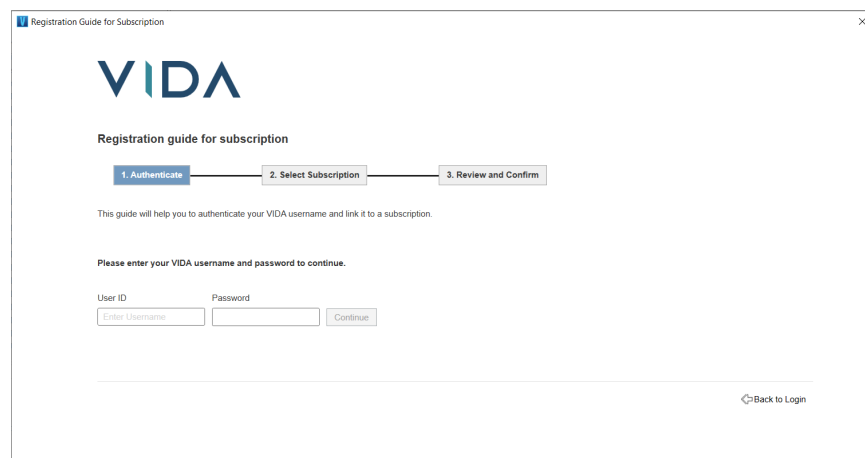 Registration Guide for Subscription
VIDA
Registration guide for subscription
1. Authenticate
2. Select Subscription
3. Review and Confirm
This guide will help you to authenticate your VIDA username and link it to a subscription.
Please enter your VIDA username and password to continue.
User ID Password
Enter Username Continue
Back to Login